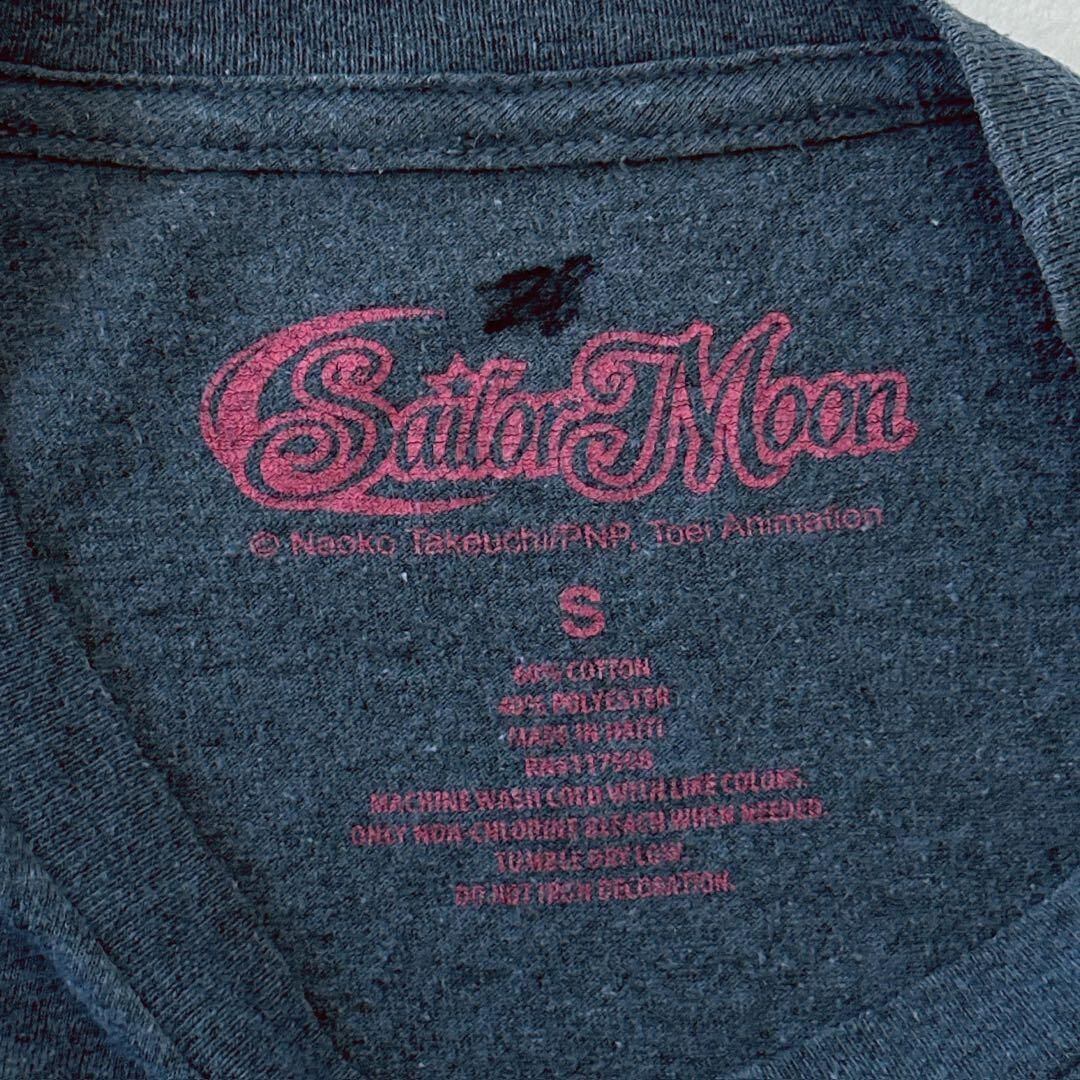 Sailor Moon
© Naoko Takeuchi/PNP, Toei Animation
S
60% COTTON
40% POLYESTER
MADE IN HAITI
MACHINE WASH COLD WITH LIKE COLORS.
ONLY NON-CHLORINE BLEACH WHEN NEEDED.
TUMBLE DRY LOW.
DO NOT IRON DECORATION.